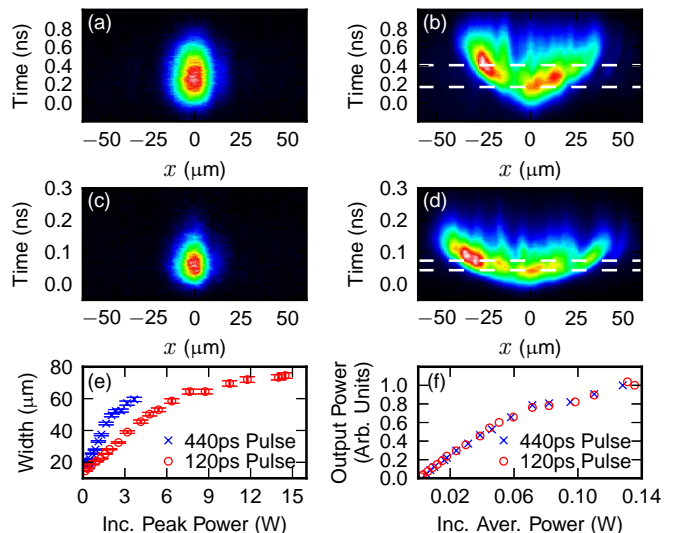 (a)
Time (ns)
0.8
0.6
0.4
0.2
0.0
−50 −25 0 25 50
x (μm)
(b)
Time (ns)
0.8
0.6
0.4
0.2
0.0
−50 −25 0 25 50
x (μm)
(c)
Time (ns)
0.3
0.2
0.1
0.0
−50 −25 0 25 50
x (μm)
(d)
Time (ns)
0.3
0.2
0.1
0.0
−50 −25 0 25 50
x (μm)
(e)
Width (μm)
80
60
40
20
440ps Pulse
120ps Pulse
0 3 6 9 12 15
Inc. Peak Power (W)
(f)
Output Power
(Arb. Units)
1.0
0.8
0.6
0.4
0.2
0.0
440ps Pulse
120ps Pulse
0.02 0.06 0.10 0.14
Inc. Aver. Power (W)